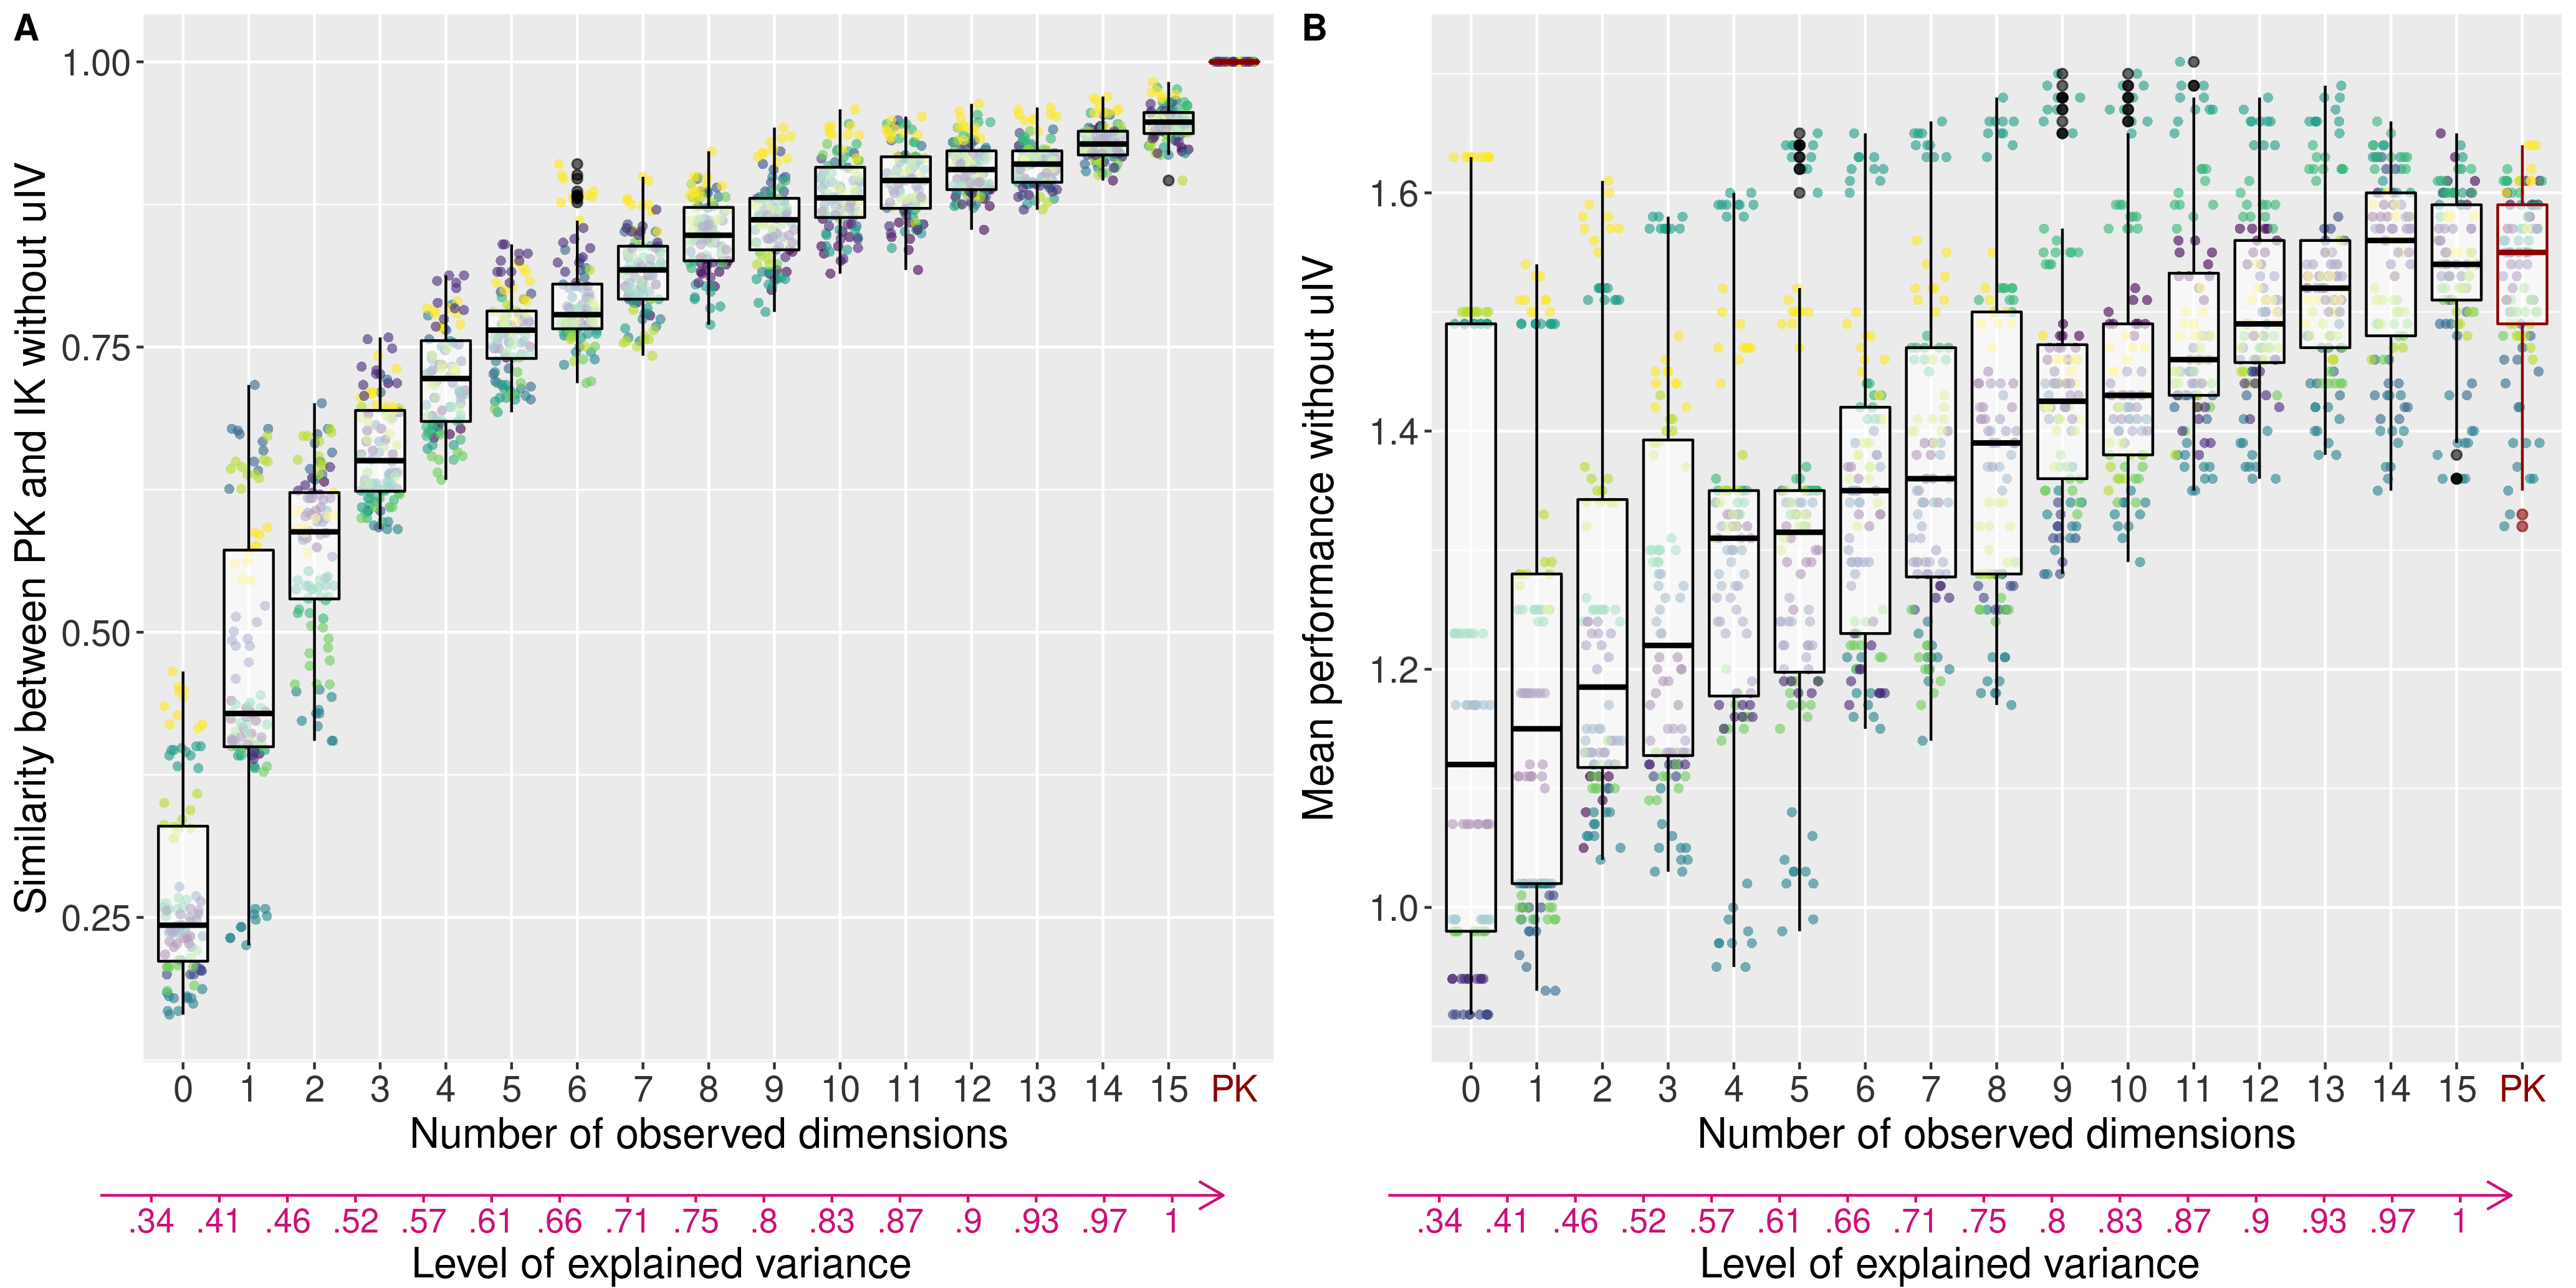 A
Similarity between PK and IK without uIV
1.00
0.75
0.50
0.25
0 1 2 3 4 5 6 7 8 9 10 11 12 13 14 15 PK
Number of observed dimensions
.34 .41 .46 .52 .57 .61 .66 .71 .75 .8 .83 .87 .9 .93 .97 1
Level of explained variance
B
Mean performance without uIV
1.6
1.4
1.2
1.0
0 1 2 3 4 5 6 7 8 9 10 11 12 13 14 15 PK
Number of observed dimensions
.34 .41 .46 .52 .57 .61 .66 .71 .75 .8 .83 .87 .9 .93 .97 1
Level of explained variance